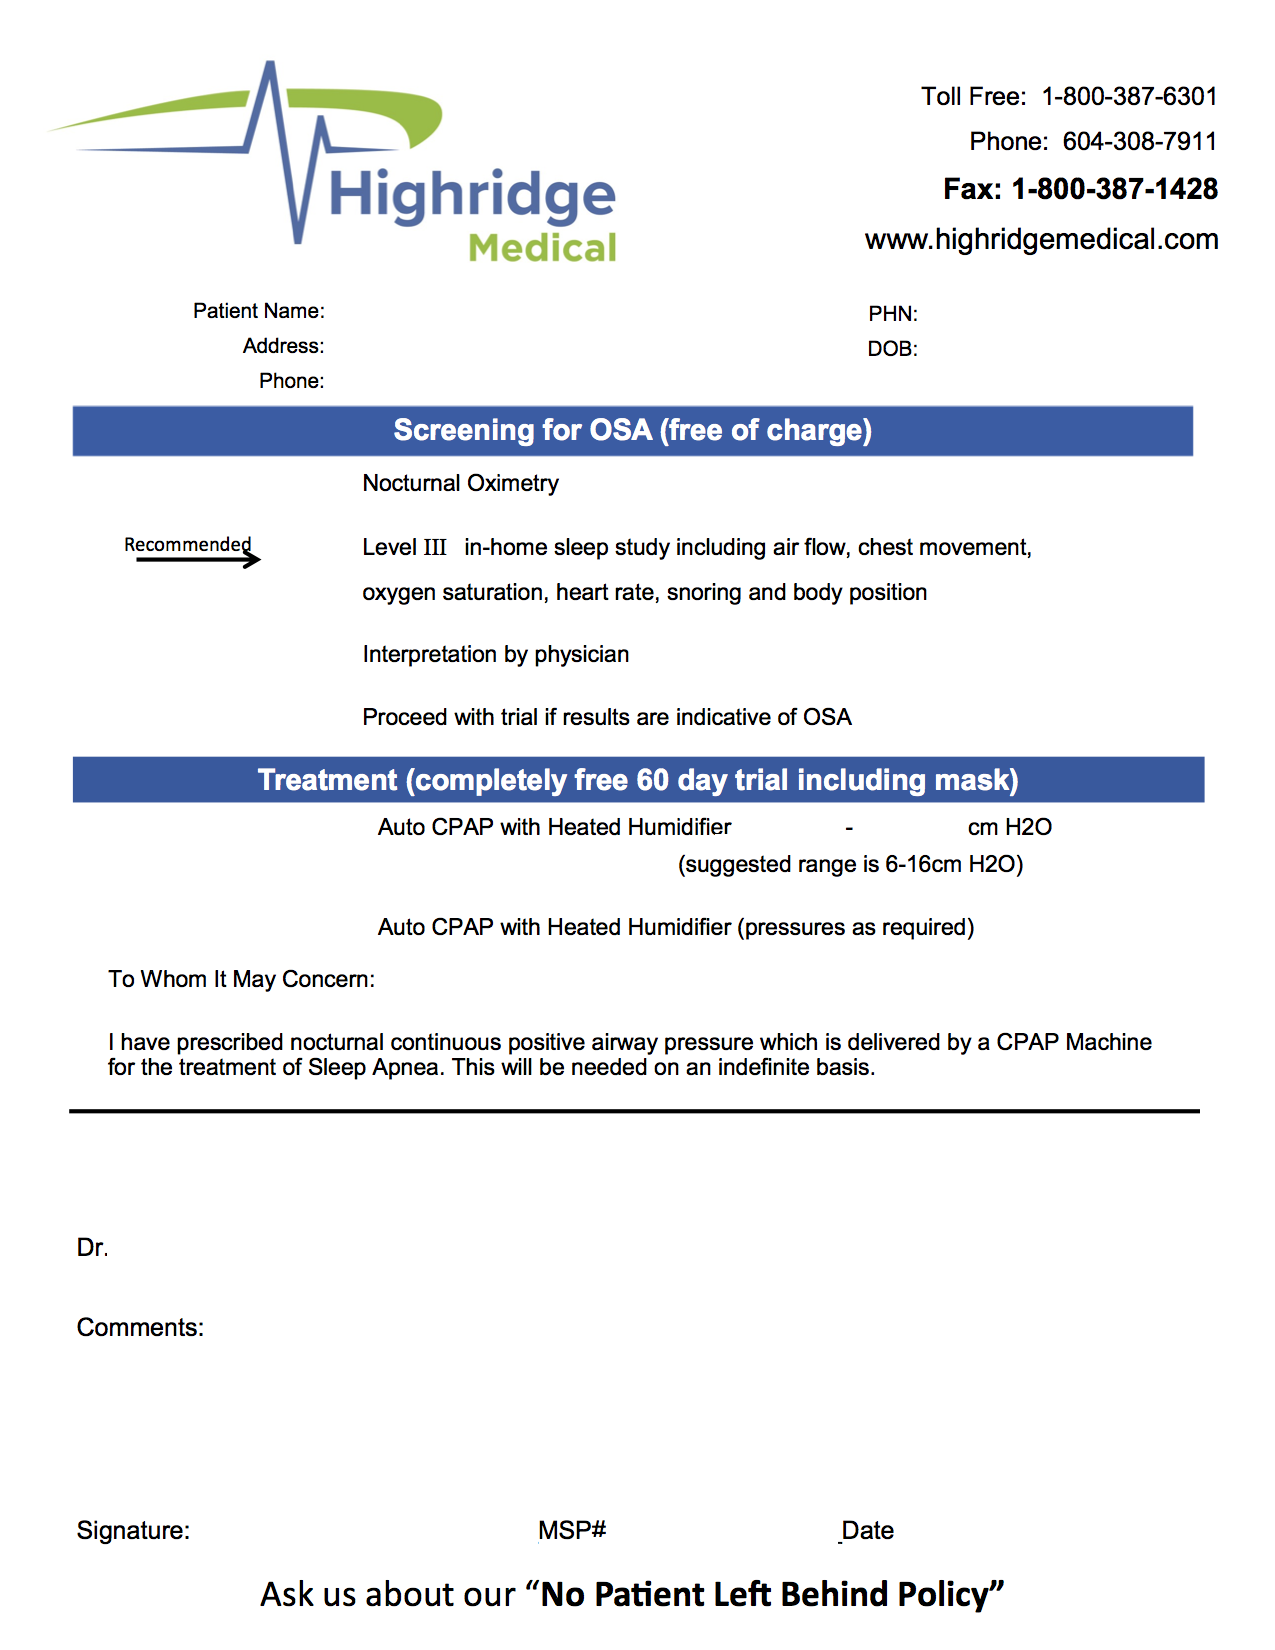 Highridge
Medical
Toll Free: 1-800-387-6301
Phone: 604-308-7911
Fax: 1-800-387-1428
www.highridgemedical.com
Patient Name:
Address:
Phone:
PHN:
DOB:
Screening for OSA (free of charge)
Nocturnal Oximetry
Recommended
Level III in-home sleep study including air flow, chest movement,
oxygen saturation, heart rate, snoring and body position
Interpretation by physician
Proceed with trial if results are indicative of OSA
Treatment (completely free 60 day trial including mask)
Auto CPAP with Heated Humidifier - cm H2O
(suggested range is 6-16cm H2O)
Auto CPAP with Heated Humidifier (pressures as required)
To Whom It May Concern:
I have prescribed nocturnal continuous positive airway pressure which is delivered by a CPAP Machine
for the treatment of Sleep Apnea. This will be needed on an indefinite basis.
Dr.
Comments:
Signature: MSP# Date
Ask us about our “No Patient Left Behind Policy”